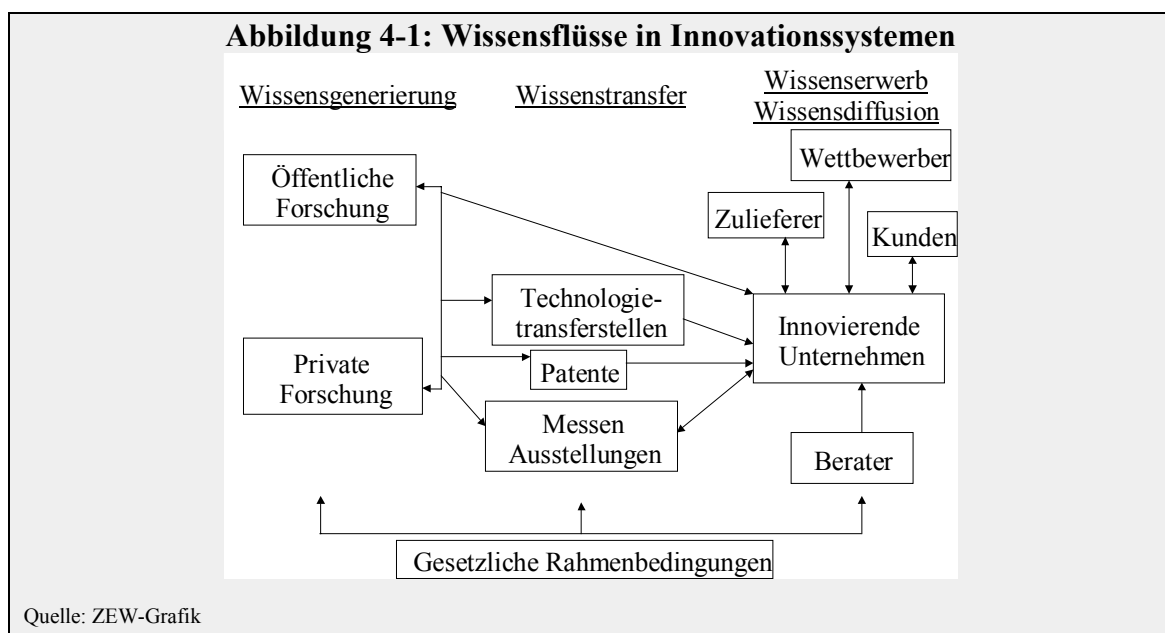 Abbildung 4-1: Wissensflüsse in Innovationssystemen
Wissensgenerierung
Wissenstransfer
Wissenserwerb
Wissensdiffusion
Wettbewerber
Öffentliche
Forschung
Zulieferer
Kunden
Technologie-
transferstellen
Innovierende
Unternehmen
Private
Forschung
Patente
Messen
Ausstellungen
Berater
Gesetzliche Rahmenbedingungen
Quelle: ZEW-Grafik